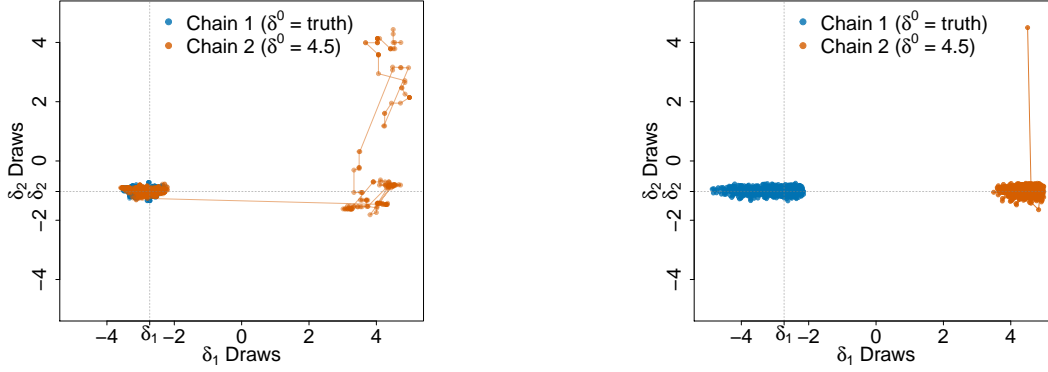 Chain 1 (δ⁰ = truth)
Chain 2 (δ⁰ = 4.5)
4
2
0
δ₂
−2
−4
δ₂ Draws
−4
δ₁
−2
0
2
4
δ₁ Draws
Chain 1 (δ⁰ = truth)
Chain 2 (δ⁰ = 4.5)
4
2
0
δ₂
−2
−4
δ₂ Draws
−4
δ₁
−2
0
2
4
δ₁ Draws